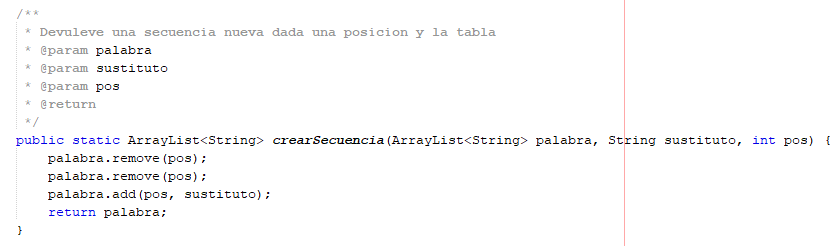 /**
* Devuleve una secuencia nueva dada una posicion y la tabla
* @param palabra
* @param sustituto
* @param pos
* @return
*/
public static ArrayList<String> crearSecuencia(ArrayList<String> palabra, String sustituto, int pos) {
palabra.remove(pos);
palabra.remove(pos);
palabra.add(pos, sustituto);
return palabra;
}